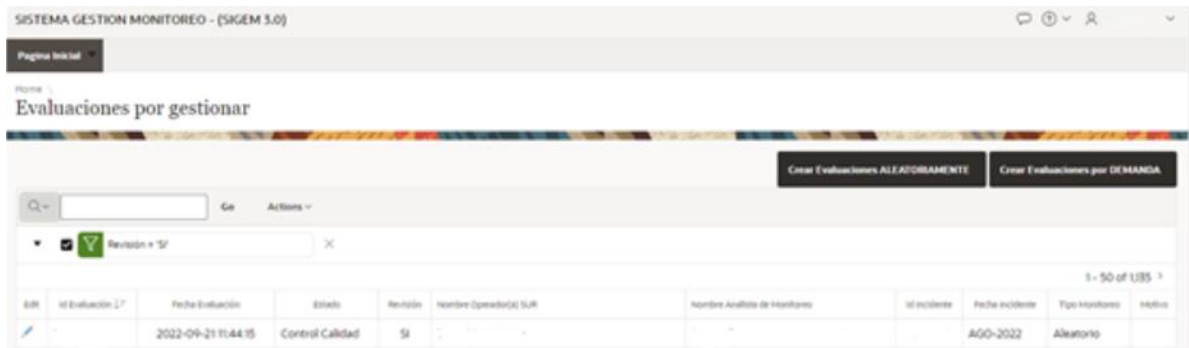 SISTEMA GESTION MONITOREO - (SIGEM 3.0)
Pagina Inicial
Home \
Evaluaciones por gestionar
Crear Evaluaciones ALEATORIAMENTE Crear Evaluaciones por DEMANDA
Go Actions
Revisión = 'SI'
1 - 50 of 1,135 >
Edit Id Evaluación Fecha Evaluación Estado Revisión Nombre Operador(a) SUR Nombre Analista de Monitoreo Id Incidente Fecha Incidente Tipo Monitoreo Motivo
2022-09-21 11:44:15 Control Calidad SI AGO-2022 Aleatorio